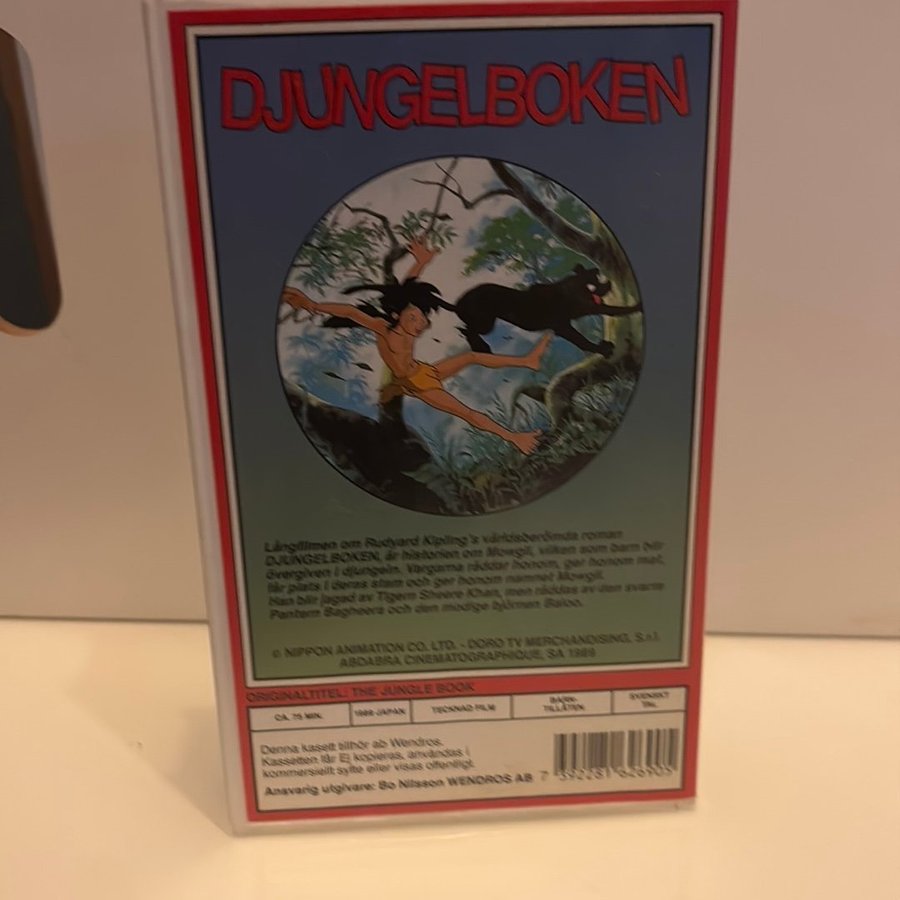 DJUNGELBOKEN
Långfilmen om Rudyard Kipling's världsberömda roman
DJUNGELBOKEN, är historien om Mowgli, vilken som barn blir
övergiven i djungeln. Vargarna räddar honom, ger honom mat,
får plats i deras stam och ger honom namnet Mowgli.
Han blir jagad av Tigern Sheere Khan, men räddas av den svarta
Pantern Bagheera och den modige björnen Baloo.
© NIPPON ANIMATION CO. LTD. - DORO TV MERCHANDISING, S.r.l.
ABDABRA CINEMATOGRAPHIQUE, SA 1989
ORIGINALTITEL: THE JUNGLE BOOK
CA. 75 MIN.
1989 JAPAN
TECKNAD FILM
BARN-
TILLÅTEN
SVENSKT
TAL
Denna kasett tillhör ab Wendros.
Kassetten får Ej kopieras, användas i
kommersiellt syfte eller visas offentligt.
Ansvarig utgivare: Bo Nilsson WENDROS AB
7 392281 626905